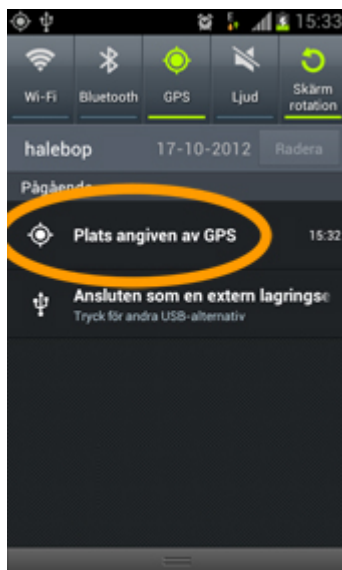 15:33
Wi-Fi Bluetooth GPS Ljud Skärm
rotation
halebop 17-10-2012 Radera
Pågående
Plats angiven av GPS 15:32
Ansluten som en extern lagringse
Tryck för andra USB-alternativ